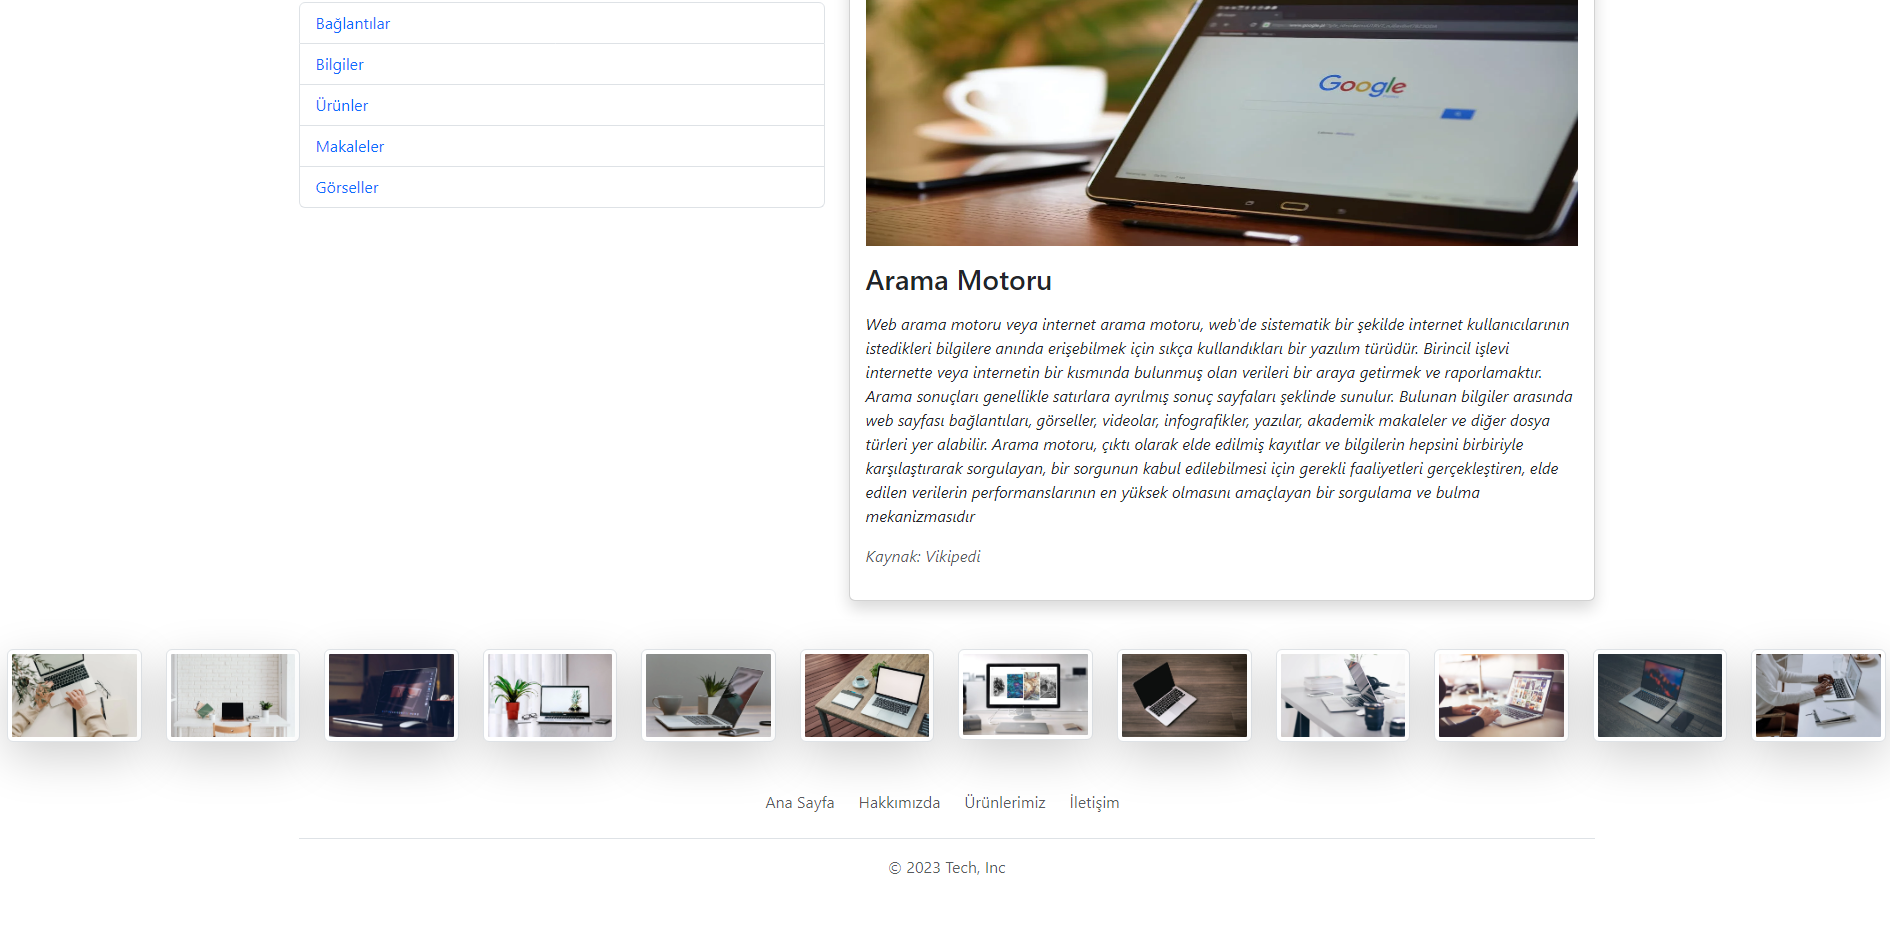 Bağlantılar
Bilgiler
Ürünler
Makaleler
Görseller
Google
Arama Motoru
Web arama motoru veya internet arama motoru, web'de sistematik bir şekilde internet kullanıcılarının
istedikleri bilgilere anında erişebilmek için sıkça kullandıkları bir yazılım türüdür. Birincil işlevi
internette veya internetin bir kısmında bulunmuş olan verileri bir araya getirmek ve raporlamaktır.
Arama sonuçları genellikle satırlara ayrılmış sonuç sayfaları şeklinde sunulur. Bulunan bilgiler arasında
web sayfası bağlantıları, görseller, videolar, infografikler, yazılar, akademik makaleler ve diğer dosya
türleri yer alabilir. Arama motoru, çıktı olarak elde edilmiş kayıtlar ve bilgilerin hepsini birbiriyle
karşılaştırarak sorgulayan, bir sorgunun kabul edilebilmesi için gerekli faaliyetleri gerçekleştiren, elde
edilen verilerin performanslarının en yüksek olmasını amaçlayan bir sorgulama ve bulma
mekanizmasıdır
Kaynak: Vikipedi
Ana Sayfa Hakkımızda Ürünlerimiz İletişim
© 2023 Tech, Inc